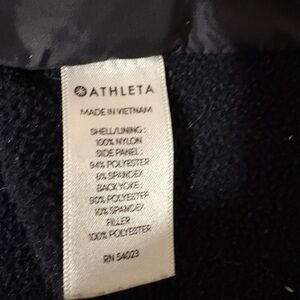 ATHLETA
MADE IN VIETNAM
SHELL/LINING :
100% NYLON
SIDE PANEL :
94% POLYESTER
6% SPANDEX
BACK YOKE :
90% POLYESTER
10% SPANDEX
FILLER :
100% POLYESTER
RN 54023